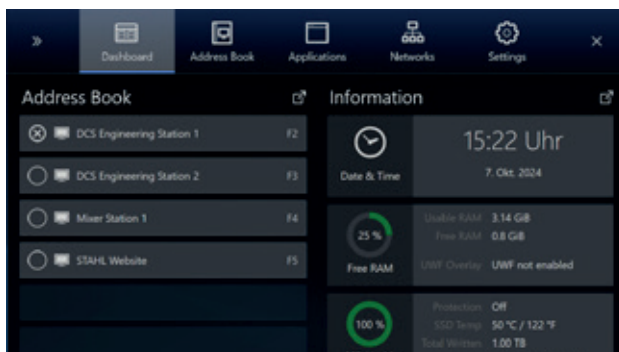 »
Dashboard
Address Book
Applications
Networks
Settings
×
Address Book
Information
DCS Engineering Station 1 F2
DCS Engineering Station 2 F3
Mixer Station 1 F4
STAHL Website F5
15:22 Uhr
7. Okt. 2024
Date & Time
25 %
Free RAM
Usable RAM 3.14 GiB
Free RAM 0.8 GiB
UWF Overlay UWF not enabled
100 %
Protection Off
SSD Temp 50 °C / 122 °F
Total Written 1.00 TB